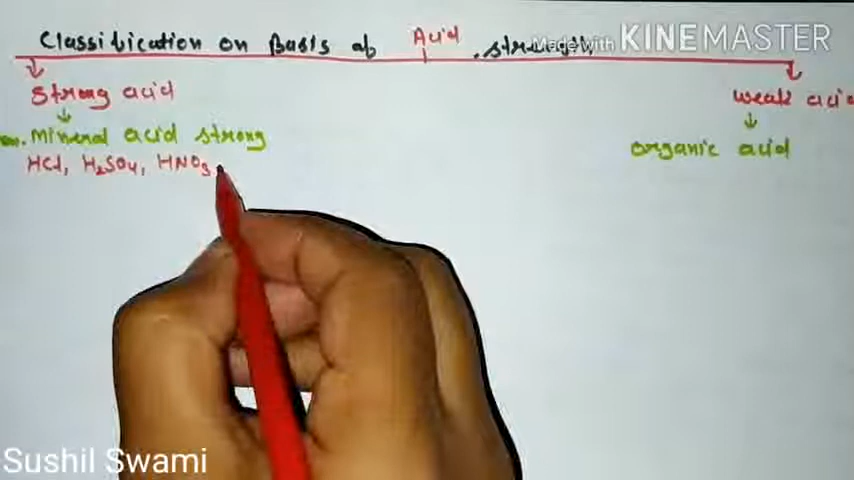 Classification on Basis of Acid strength
Made with KINEMASTER
Strong acid
weak acid
Mineral acid strong
organic acid
HCl, H₂SO₄, HNO₃
Sushil Swami